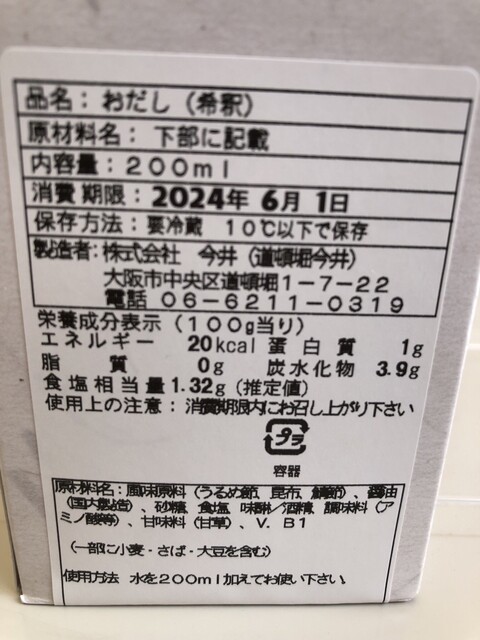 品名：おだし（希釈）
原材料名：下部に記載
内容量：２００ml
消費期限：2024年 6月 1日
保存方法：要冷蔵 １０℃以下で保存
製造者：株式会社 今井（道頓堀今井）
大阪市中央区道頓堀１－７－２２
電話 ０６－６２１１－０３１９
栄養成分表示（１００g当り）
エネルギー 20kcal 蛋白質 1g
脂質 0g 炭水化物 3.9g
食塩相当量 1.32g（推定値）
使用上の注意：消費期限内にお召し上がり下さい
プラ
容器
原材料名：風味原料（うるめ節、昆布、鯖節）、醤油
（国内製造）、砂糖、食塩、味醂／酒精、調味料（ア
ミノ酸等）、甘味料（甘草）、Ｖ．Ｂ１
（一部に小麦・さば・大豆を含む）
使用方法 水を２００ml加えてお使い下さい。